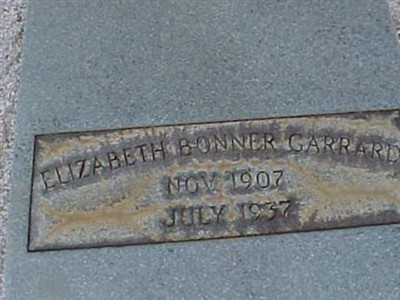 ELIZABETH BONNER GARRARD
NOV. 1907
JULY 1937